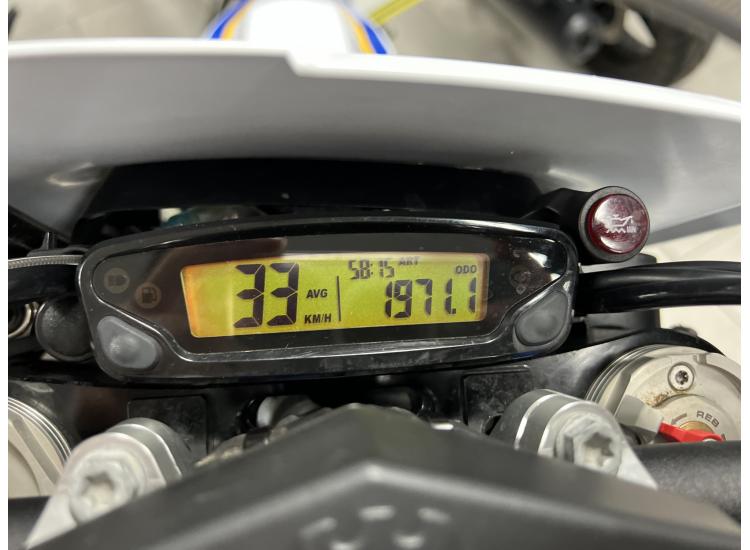 33 AVG KM/H
58:15 ART
ODO
1971.1
REB